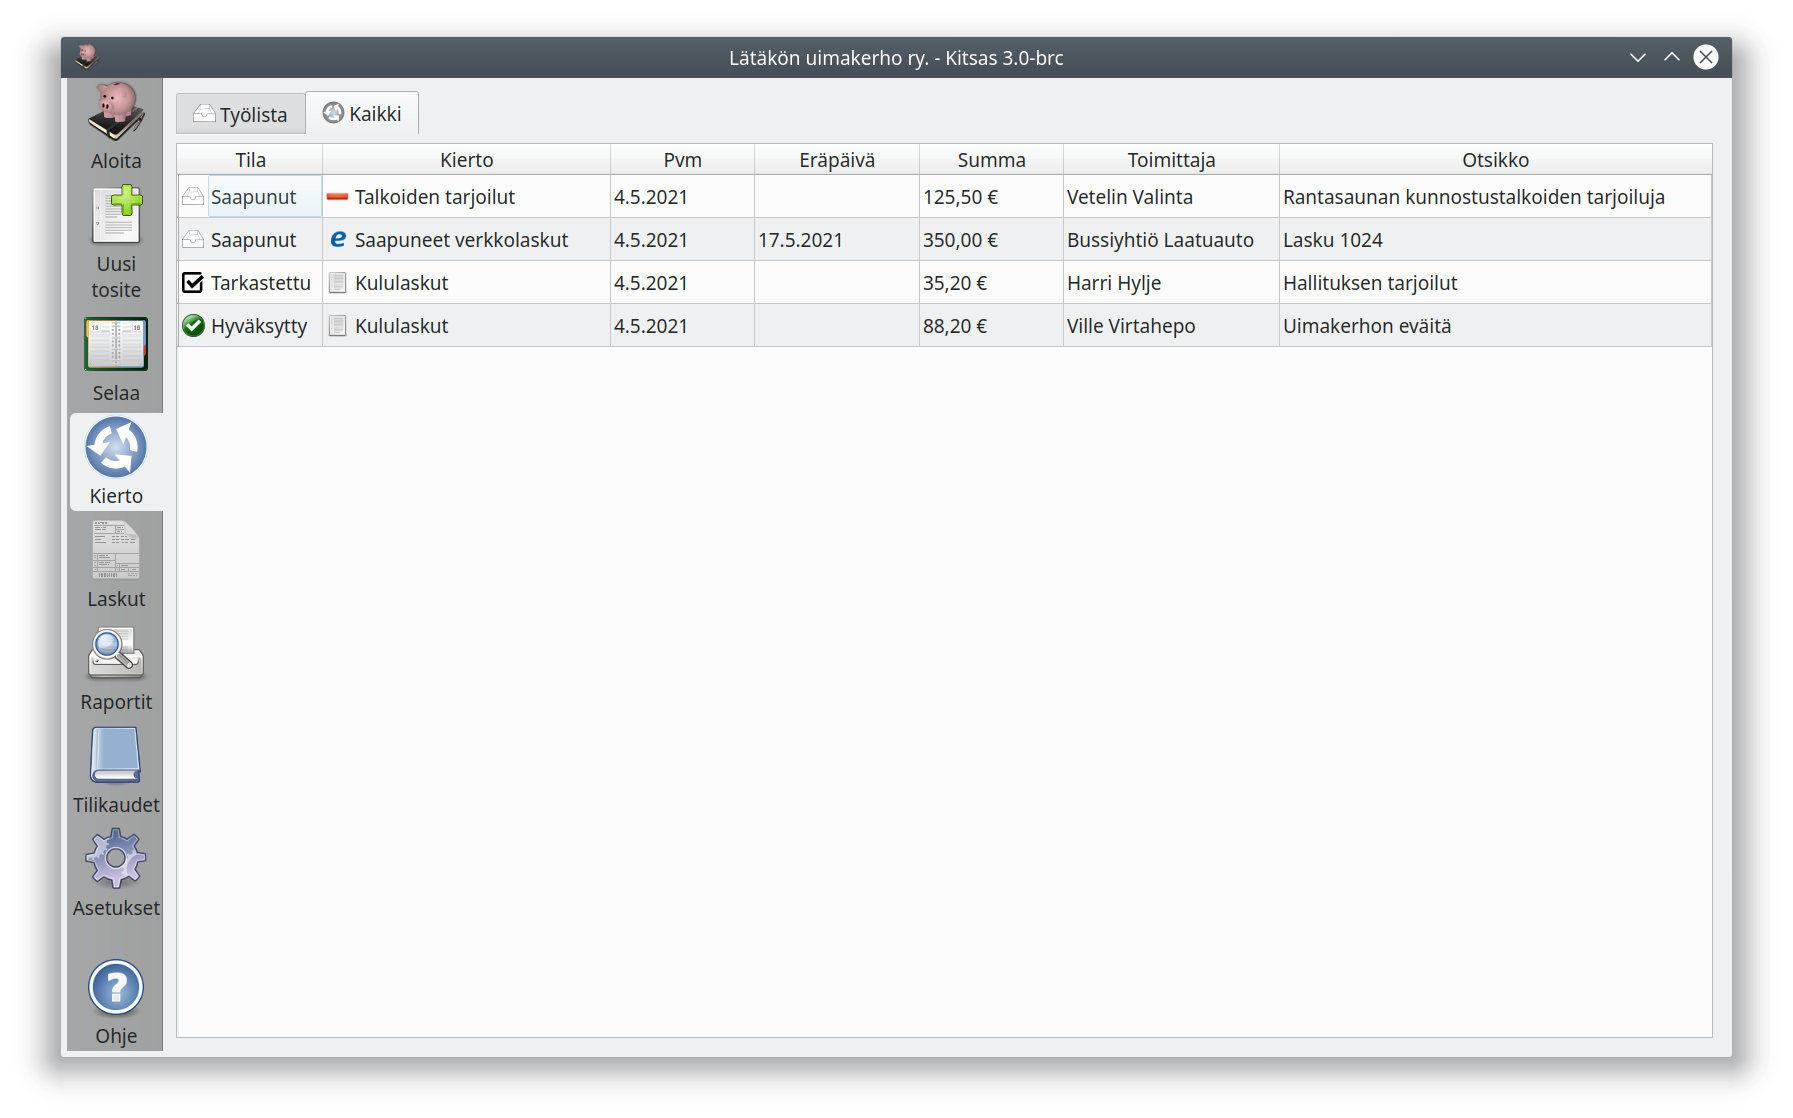 Lätäkön uimakerho ry. - Kitsas 3.0-brc
Aloita
Uusi
tosite
Selaa
Kierto
Laskut
Raportit
Tilikaudet
Asetukset
Ohje
Työlista
Kaikki
Tila Kierto Pvm Eräpäivä Summa Toimittaja Otsikko
Saapunut Talkoiden tarjoilut 4.5.2021 125,50 € Vetelin Valinta Rantasaunan kunnostustalkoiden tarjoiluja
Saapunut Saapuneet verkkolaskut 4.5.2021 17.5.2021 350,00 € Bussiyhtiö Laatuauto Lasku 1024
Tarkastettu Kululaskut 4.5.2021 35,20 € Harri Hylje Hallituksen tarjoilut
Hyväksytty Kululaskut 4.5.2021 88,20 € Ville Virtahepo Uimakerhon eväitä